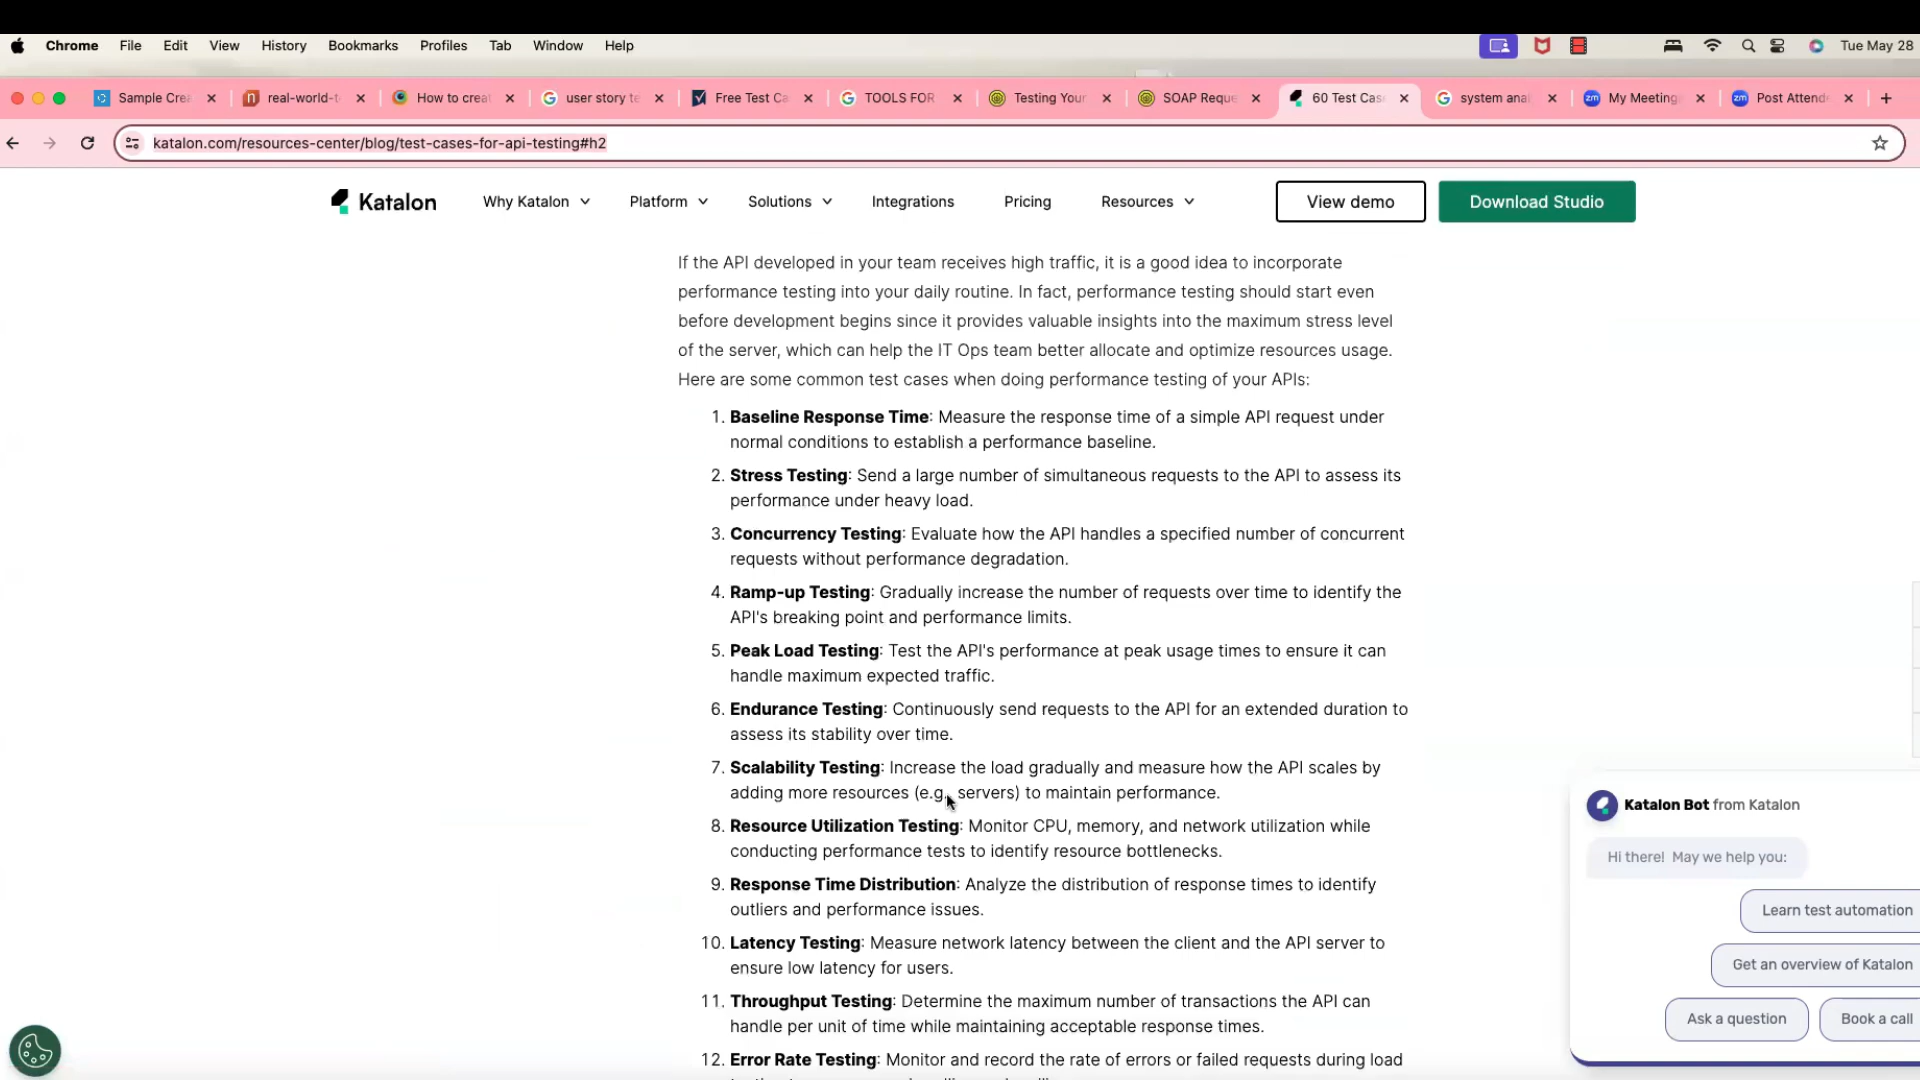 Chrome File Edit View History Bookmarks Profiles Tab Window Help Tue May 28
Sample Crea real-world-t How to creat user story te Free Test Ca TOOLS FOR Testing Your SOAP Reque 60 Test Cas system anal My Meeting Post Attend
katalon.com/resources-center/blog/test-cases-for-api-testing#h2
Katalon Why Katalon Platform Solutions Integrations Pricing Resources View demo Download Studio
If the API developed in your team receives high traffic, it is a good idea to incorporate
performance testing into your daily routine. In fact, performance testing should start even
before development begins since it provides valuable insights into the maximum stress level
of the server, which can help the IT Ops team better allocate and optimize resources usage.
Here are some common test cases when doing performance testing of your APIs:
1. Baseline Response Time: Measure the response time of a simple API request under
normal conditions to establish a performance baseline.
2. Stress Testing: Send a large number of simultaneous requests to the API to assess its
performance under heavy load.
3. Concurrency Testing: Evaluate how the API handles a specified number of concurrent
requests without performance degradation.
4. Ramp-up Testing: Gradually increase the number of requests over time to identify the
API's breaking point and performance limits.
5. Peak Load Testing: Test the API's performance at peak usage times to ensure it can
handle maximum expected traffic.
6. Endurance Testing: Continuously send requests to the API for an extended duration to
assess its stability over time.
7. Scalability Testing: Increase the load gradually and measure how the API scales by
adding more resources (e.g., servers) to maintain performance.
8. Resource Utilization Testing: Monitor CPU, memory, and network utilization while
conducting performance tests to identify resource bottlenecks.
9. Response Time Distribution: Analyze the distribution of response times to identify
outliers and performance issues.
10. Latency Testing: Measure network latency between the client and the API server to
ensure low latency for users.
11. Throughput Testing: Determine the maximum number of transactions the API can
handle per unit of time while maintaining acceptable response times.
12. Error Rate Testing: Monitor and record the rate of errors or failed requests during load
Katalon Bot from Katalon
Hi there! May we help you:
Learn test automation
Get an overview of Katalon
Ask a question
Book a call